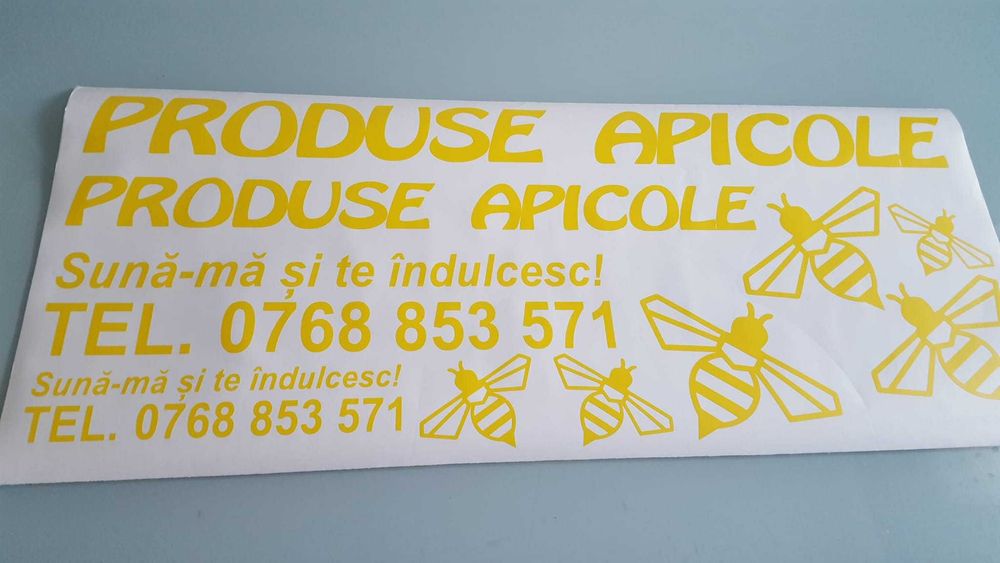 PRODUSE APICOLE
PRODUSE APICOLE
Sună-mă și te îndulcesc!
TEL. 0768 853 571
Sună-mă și te îndulcesc!
TEL. 0768 853 571